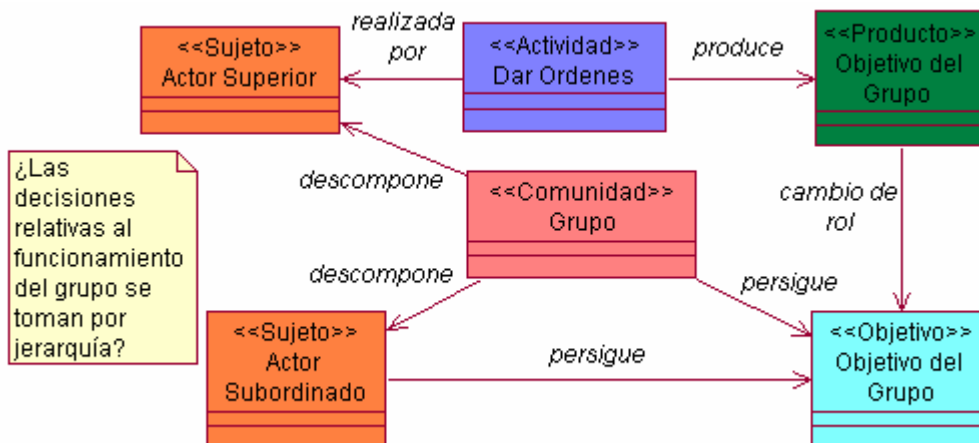 <<Sujeto>>
Actor Superior
realizada
por
<<Actividad>>
Dar Ordenes
produce
<<Producto>>
Objetivo del
Grupo
¿Las
decisiones
relativas al
funcionamiento
del grupo se
toman por
jerarquía?
descompone
<<Comunidad>>
Grupo
cambio de
rol
descompone
persigue
<<Sujeto>>
Actor
Subordinado
persigue
<<Objetivo>>
Objetivo del
Grupo